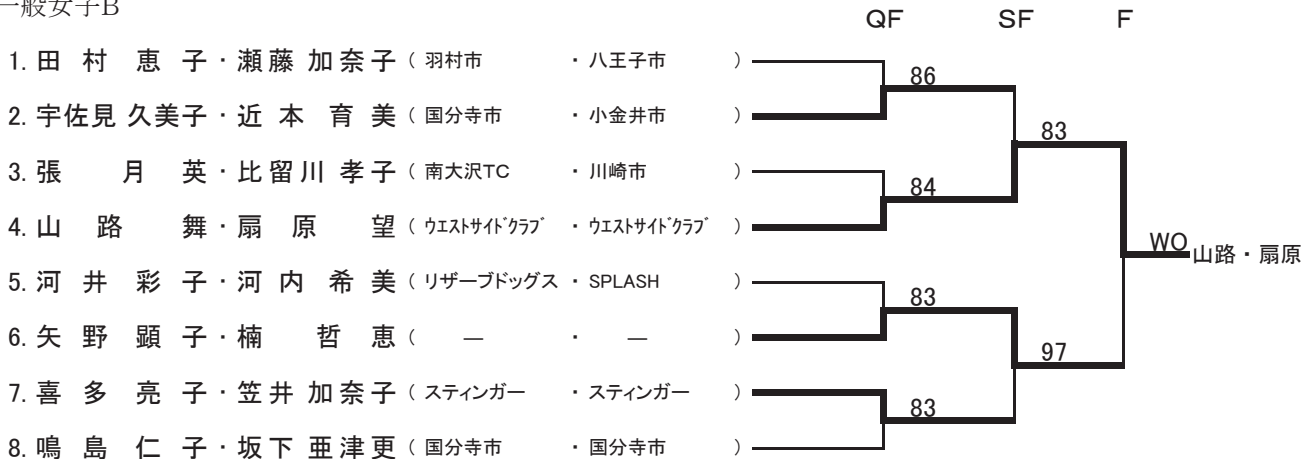 一般女子B
QF SF F
1. 田村 恵子・瀬藤 加奈子 ( 羽村市 ・ 八王子市 )
86
2. 宇佐見 久美子・近本 育美 ( 国分寺市 ・ 小金井市 )
83
3. 張 月英・比留川 孝子 ( 南大沢TC ・ 川崎市 )
84
4. 山路 舞・扇原 望 ( ウエストサイドクラブ ・ ウエストサイドクラブ )
WO 山路・扇原
5. 河井 彩子・河内 希美 ( リザーブドッグス ・ SPLASH )
83
6. 矢野 顕子・楠 哲恵 ( — ・ — )
97
7. 喜多 亮子・笠井 加奈子 ( スティンガー ・ スティンガー )
83
8. 鳴島 仁子・坂下 亜津更 ( 国分寺市 ・ 国分寺市 )